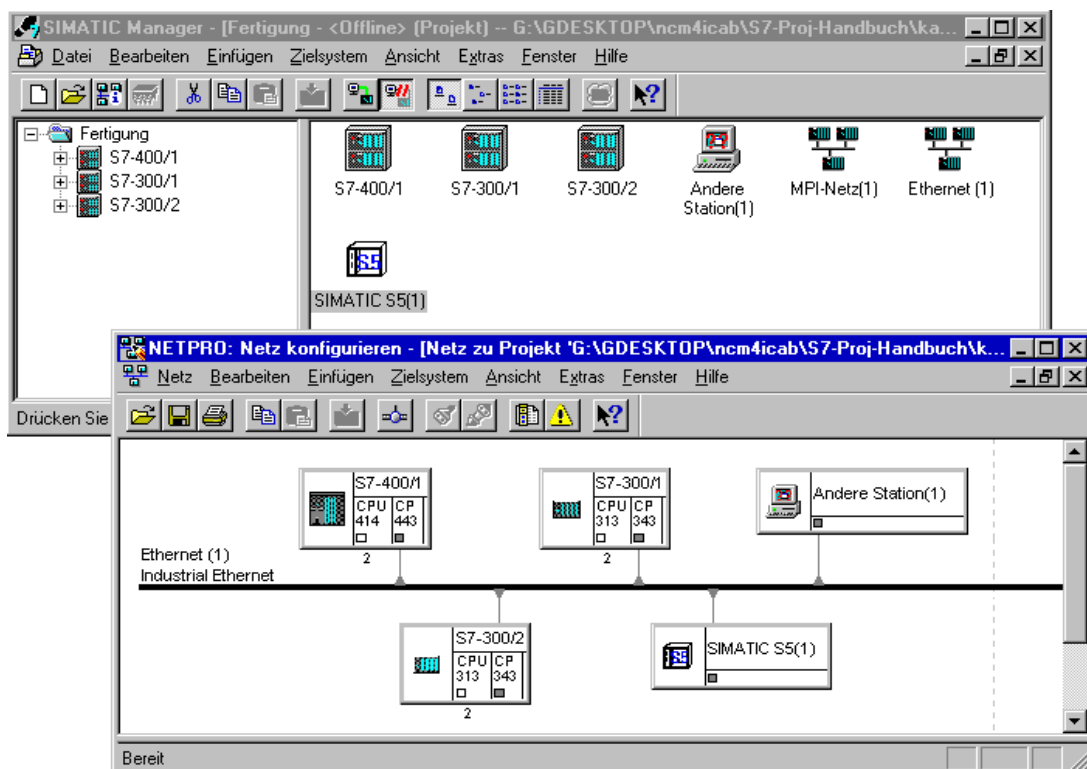 SIMATIC Manager - [Fertigung - <Offline> (Projekt) -- G:\GDESKTOP\ncm4icab\S7-Proj-Handbuch\ka...
Datei Bearbeiten Einfügen Zielsystem Ansicht Extras Fenster Hilfe
Fertigung
S7-400/1
S7-300/1
S7-300/2
S7-400/1
S7-300/1
S7-300/2
Andere
Station(1)
MPI-Netz(1)
Ethernet (1)
S5
SIMATIC S5(1)
Drücken Sie
NETPRO: Netz konfigurieren - [Netz zu Projekt 'G:\GDESKTOP\ncm4icab\S7-Proj-Handbuch\k...
Netz Bearbeiten Einfügen Zielsystem Ansicht Extras Fenster Hilfe
S7-400/1
CPU CP
414 443
2
S7-300/1
CPU CP
313 343
2
Andere Station(1)
Ethernet (1)
Industrial Ethernet
S7-300/2
CPU CP
313 343
2
S5
SIMATIC S5(1)
Bereit